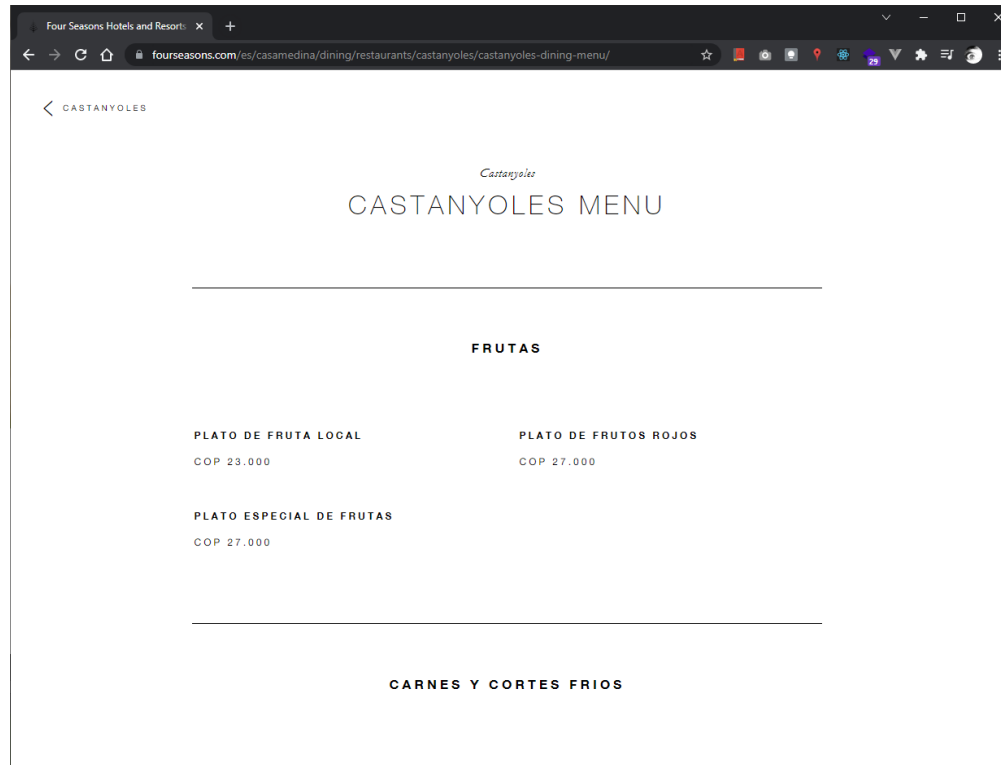 Four Seasons Hotels and Resorts
fourseasons.com/es/casamedina/dining/restaurants/castanyoles/castanyoles-dining-menu/
29
CASTANYOLES
Castanyoles
CASTANYOLES MENU
FRUTAS
PLATO DE FRUTA LOCAL
COP 23.000
PLATO DE FRUTOS ROJOS
COP 27.000
PLATO ESPECIAL DE FRUTAS
COP 27.000
CARNES Y CORTES FRIOS